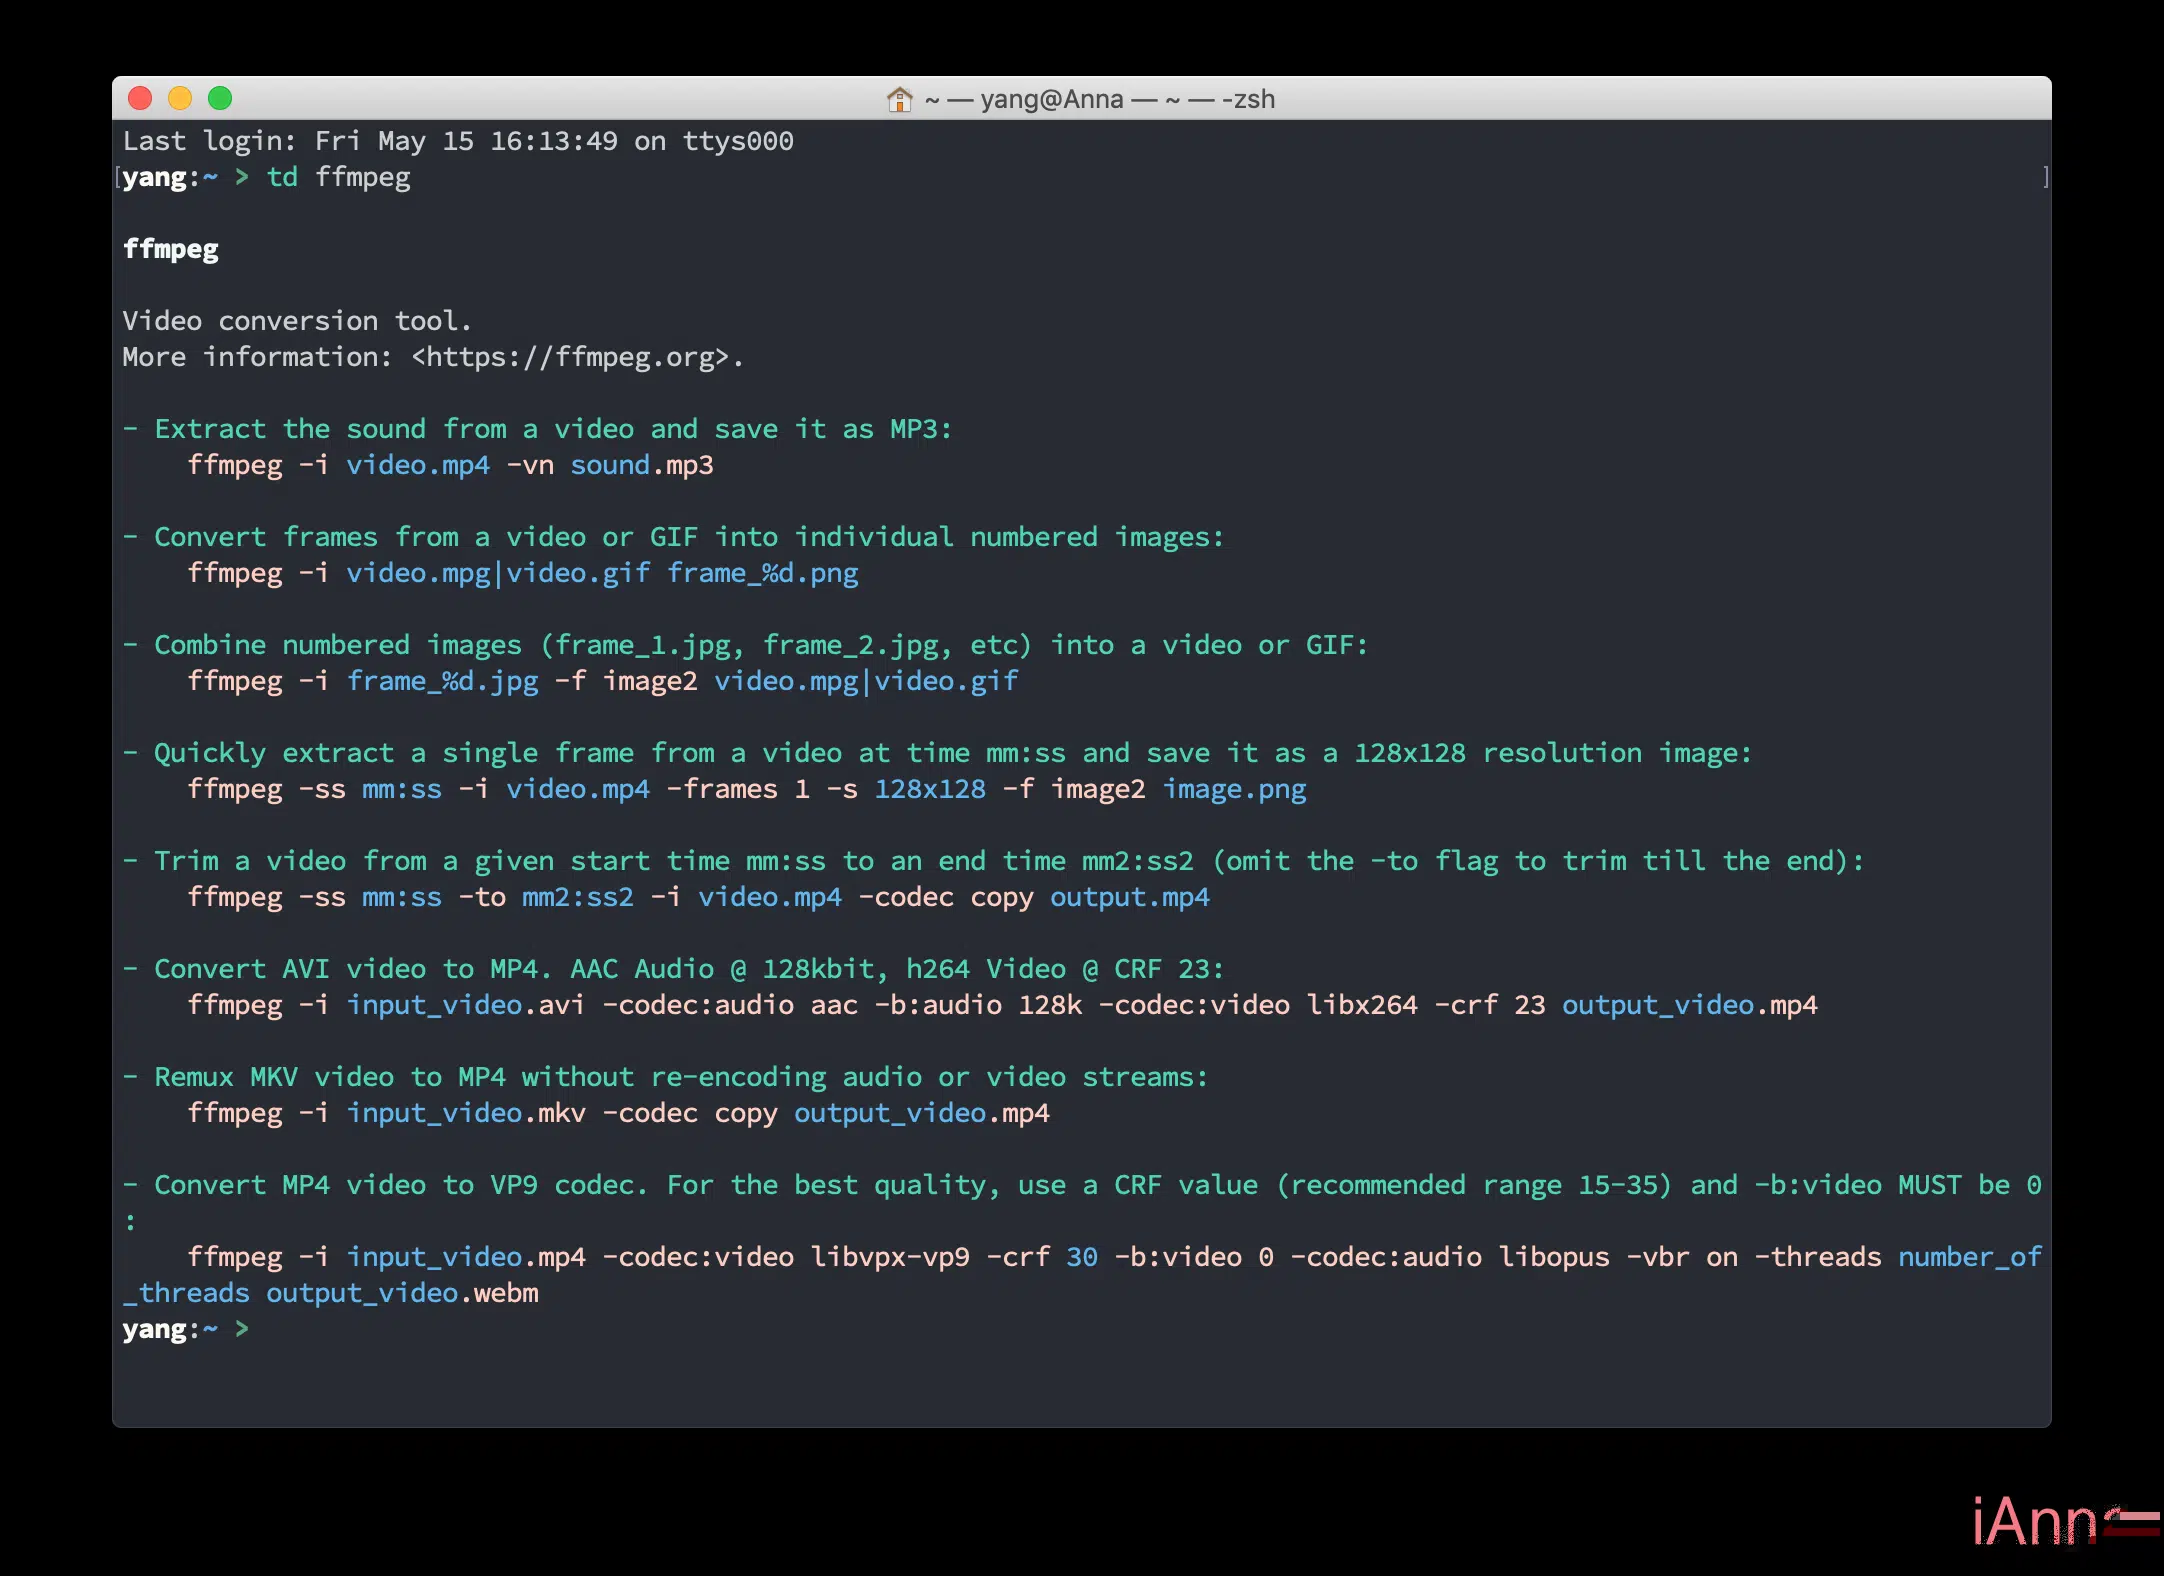 ~ — yang@Anna — ~ — -zsh
Last login: Fri May 15 16:13:49 on ttys000
[yang:~ > td ffmpeg ]
ffmpeg
Video conversion tool.
More information: <https://ffmpeg.org>.
- Extract the sound from a video and save it as MP3:
ffmpeg -i video.mp4 -vn sound.mp3
- Convert frames from a video or GIF into individual numbered images:
ffmpeg -i video.mpg|video.gif frame_%d.png
- Combine numbered images (frame_1.jpg, frame_2.jpg, etc) into a video or GIF:
ffmpeg -i frame_%d.jpg -f image2 video.mpg|video.gif
- Quickly extract a single frame from a video at time mm:ss and save it as a 128x128 resolution image:
ffmpeg -ss mm:ss -i video.mp4 -frames 1 -s 128x128 -f image2 image.png
- Trim a video from a given start time mm:ss to an end time mm2:ss2 (omit the -to flag to trim till the end):
ffmpeg -ss mm:ss -to mm2:ss2 -i video.mp4 -codec copy output.mp4
- Convert AVI video to MP4. AAC Audio @ 128kbit, h264 Video @ CRF 23:
ffmpeg -i input_video.avi -codec:audio aac -b:audio 128k -codec:video libx264 -crf 23 output_video.mp4
- Remux MKV video to MP4 without re-encoding audio or video streams:
ffmpeg -i input_video.mkv -codec copy output_video.mp4
- Convert MP4 video to VP9 codec. For the best quality, use a CRF value (recommended range 15-35) and -b:video MUST be 0
:
ffmpeg -i input_video.mp4 -codec:video libvpx-vp9 -crf 30 -b:video 0 -codec:audio libopus -vbr on -threads number_of
_threads output_video.webm
yang:~ >